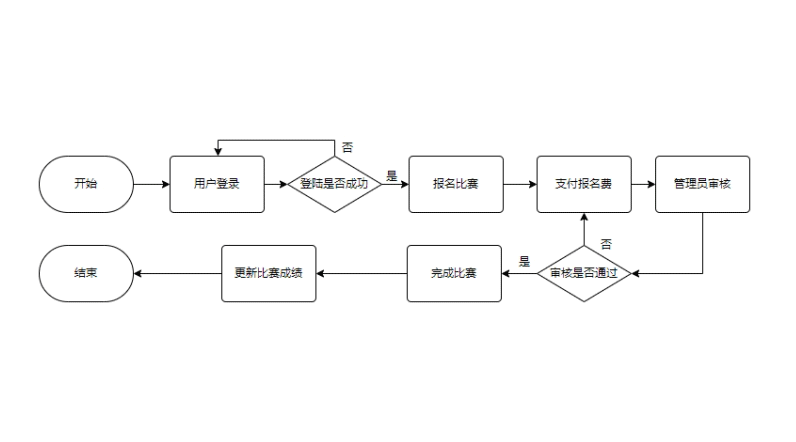 否
开始
用户登录
登陆是否成功
是
报名比赛
支付报名费
管理员审核
否
是
结束
更新比赛成绩
完成比赛
审核是否通过